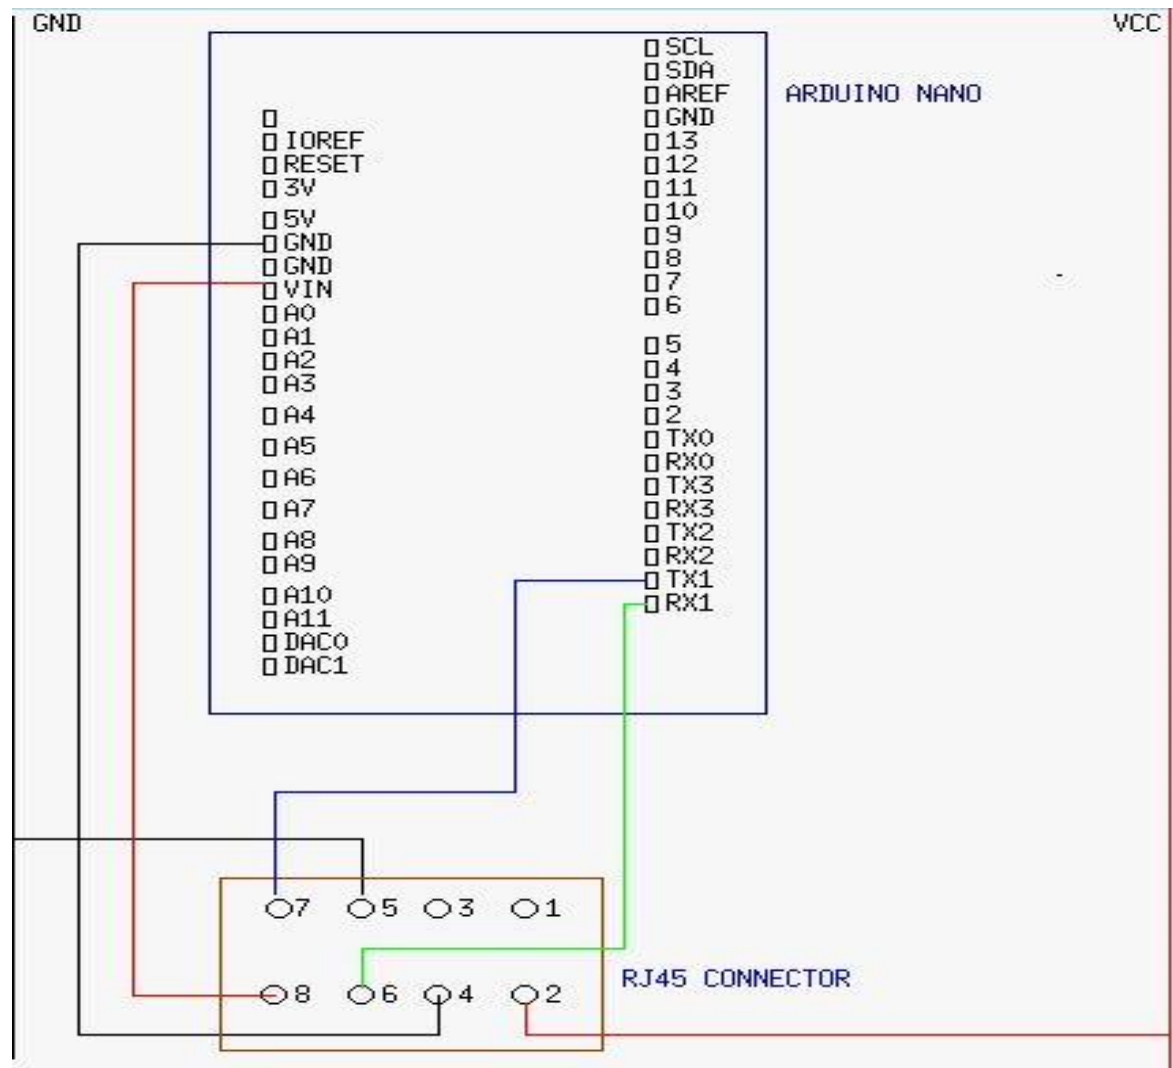 GND
VCC
ARDUINO NANO
IOREF
RESET
3V
5V
GND
GND
VIN
A0
A1
A2
A3
A4
A5
A6
A7
A8
A9
A10
A11
DAC0
DAC1
SCL
SDA
AREF
GND
13
12
11
10
9
8
7
6
5
4
3
2
TX0
RX0
TX3
RX3
TX2
RX2
TX1
RX1
7 5 3 1
8 6 4 2
RJ45 CONNECTOR